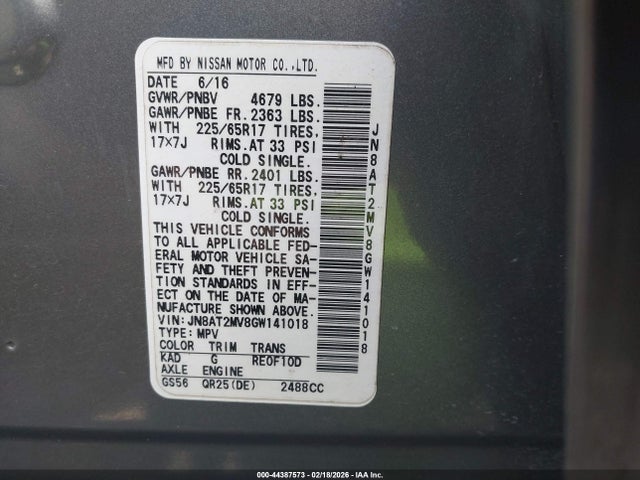 MFD BY NISSAN MOTOR CO.,LTD.
DATE 6/16
GVWR/PNBV 4679 LBS.
GAWR/PNBE FR. 2363 LBS.
WITH 225/65R17 TIRES,
17×7J RIMS.AT 33 PSI
COLD SINGLE.
GAWR/PNBE RR. 2401 LBS.
WITH 225/65R17 TIRES,
17×7J RIMS.AT 33 PSI
COLD SINGLE.
THIS VEHICLE CONFORMS
TO ALL APPLICABLE FED-
ERAL MOTOR VEHICLE SA-
FETY AND THEFT PREVEN-
TION STANDARDS IN EFF-
ECT ON THE DATE OF MA-
NUFACTURE SHOWN ABOVE.
VIN: JN8AT2MV8GW141018
TYPE: MPV
COLOR TRIM TRANS
KAD G RE0F10D
AXLE ENGINE
GS56 QR25(DE) 2488CC
JN8AT2MV8GW141018
000-44387573 — 02/18/2026 — IAA Inc.